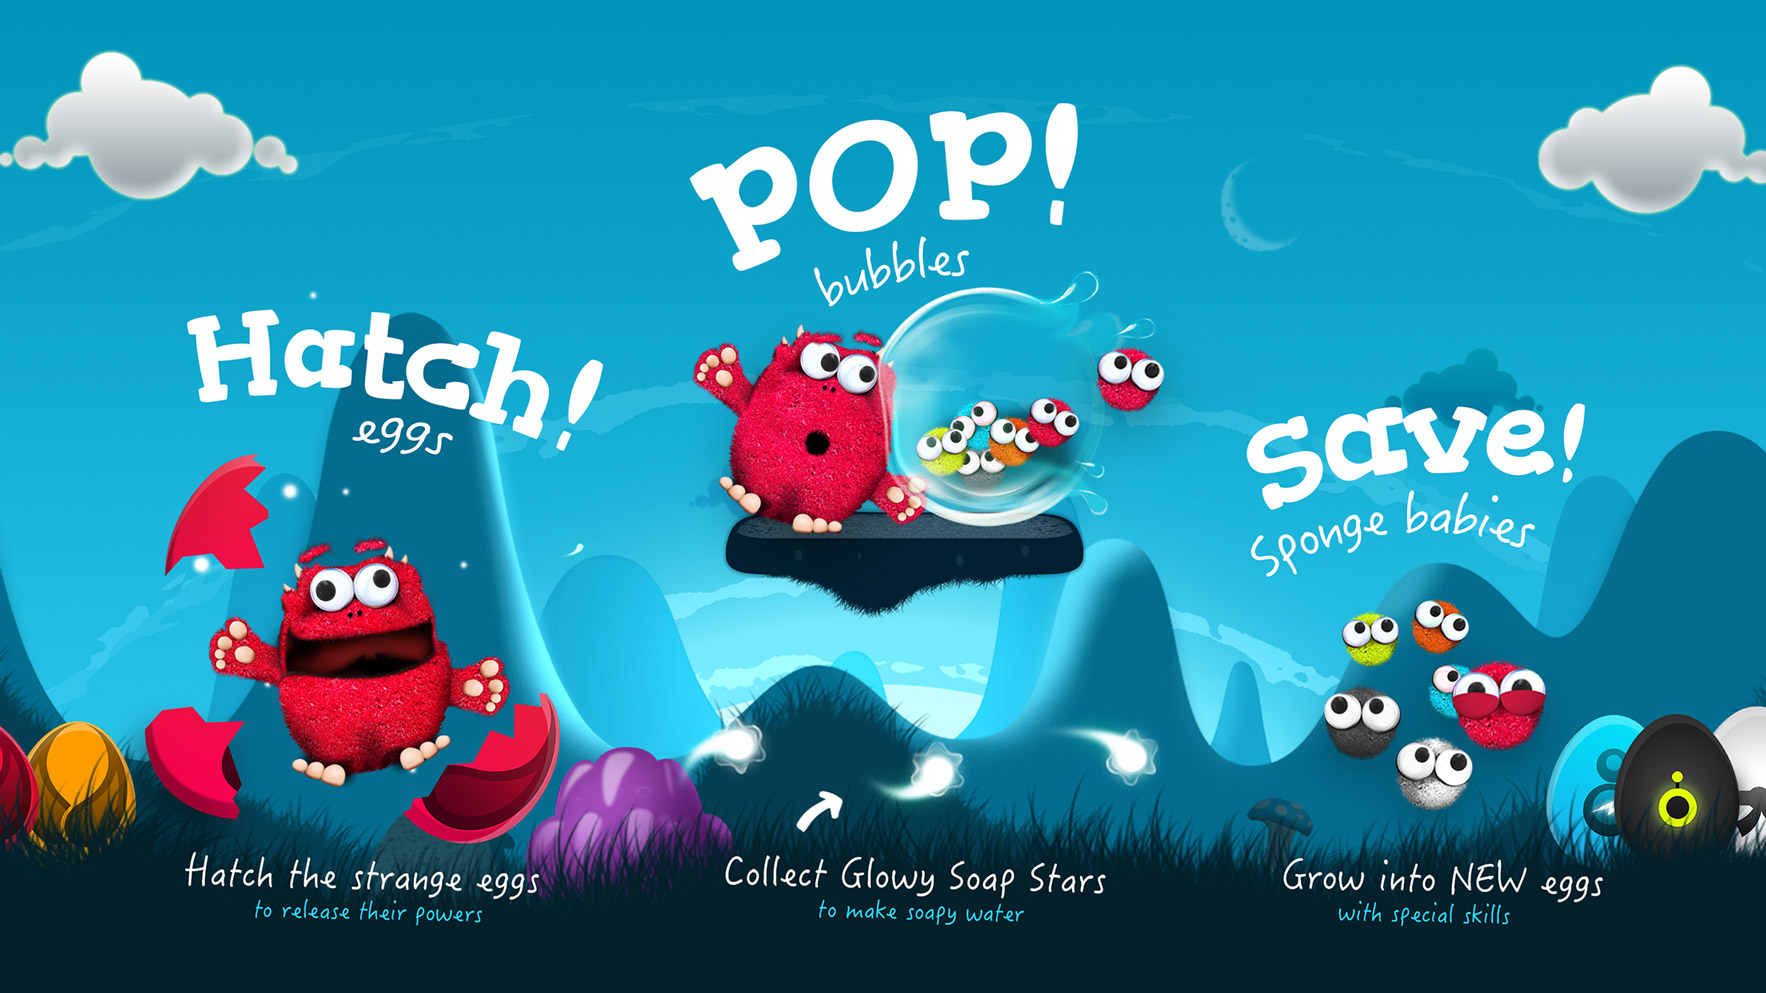 Hatch!
eggs
Hatch the strange eggs
to release their powers
POP!
bubbles
Collect Glowy Soap Stars
to make soapy water
Save!
Sponge babies
Grow into NEW eggs
with special skills